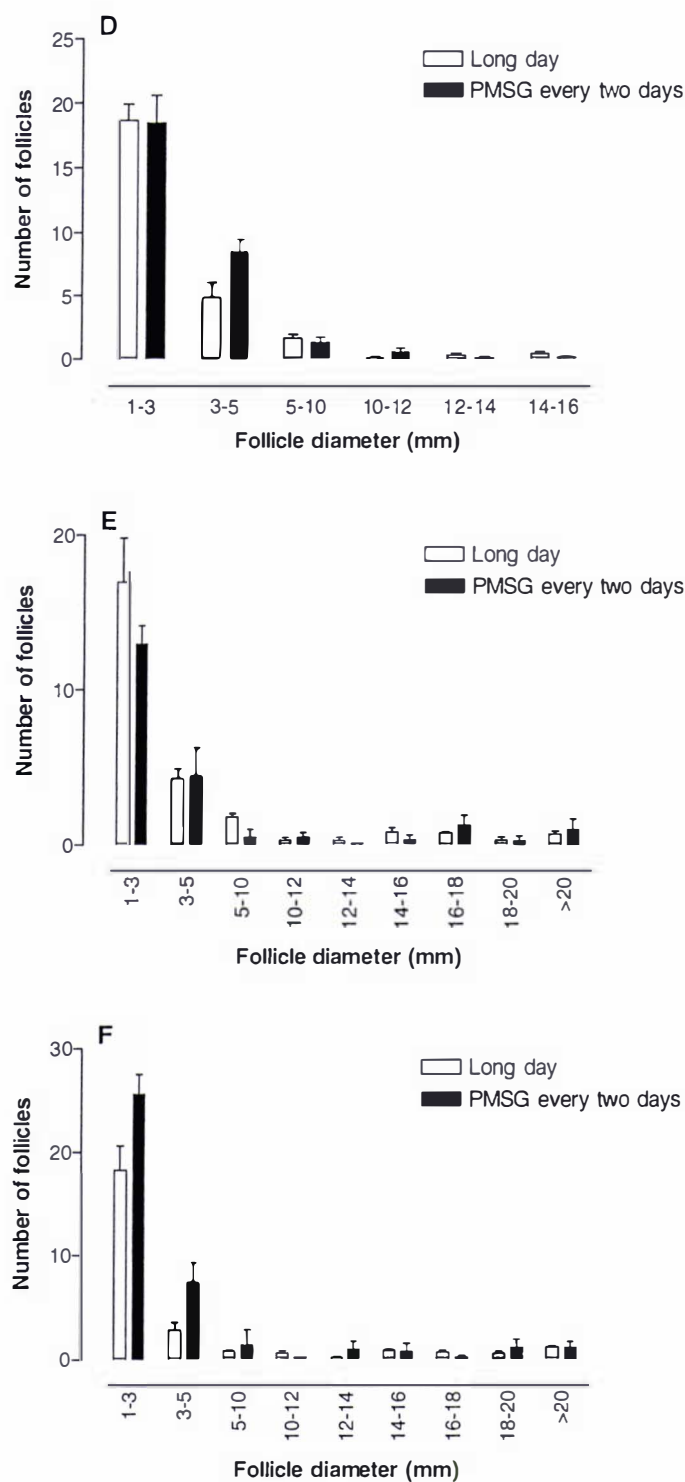 D
Number of follicles
25
20
15
10
5
0
Long day
PMSG every two days
1-3 3-5 5-10 10-12 12-14 14-16
Follicle diameter (mm)
E
Number of follicles
20
10
0
Long day
PMSG every two days
1-3 3-5 5-10 10-12 12-14 14-16 16-18 18-20 >20
Follicle diameter (mm)
F
Number of follicles
30
20
10
0
Long day
PMSG every two days
1-3 3-5 5-10 10-12 12-14 14-16 16-18 18-20 >20
Follicle diameter (mm)